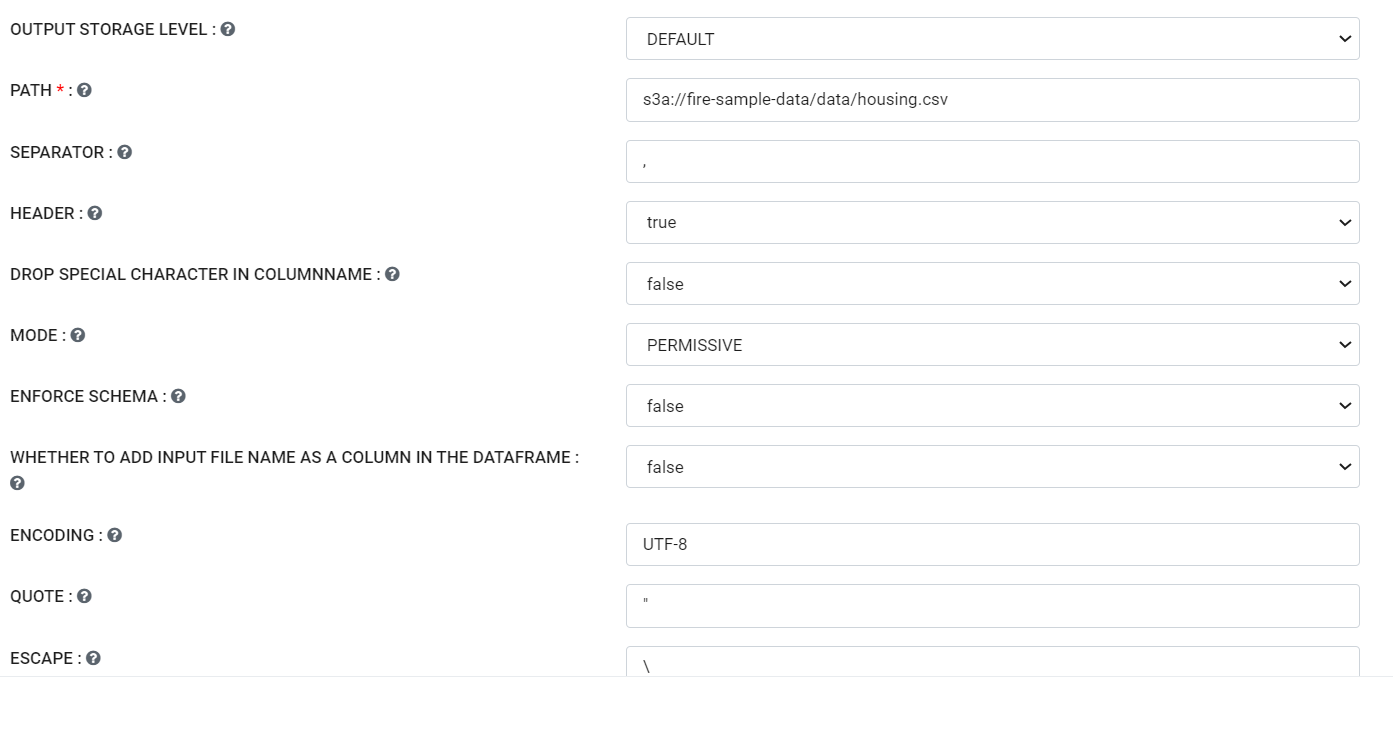 OUTPUT STORAGE LEVEL :
DEFAULT
PATH * :
s3a://fire-sample-data/data/housing.csv
SEPARATOR :
,
HEADER :
true
DROP SPECIAL CHARACTER IN COLUMNNAME :
false
MODE :
PERMISSIVE
ENFORCE SCHEMA :
false
WHETHER TO ADD INPUT FILE NAME AS A COLUMN IN THE DATAFRAME :
false
ENCODING :
UTF-8
QUOTE :
"
ESCAPE :
\